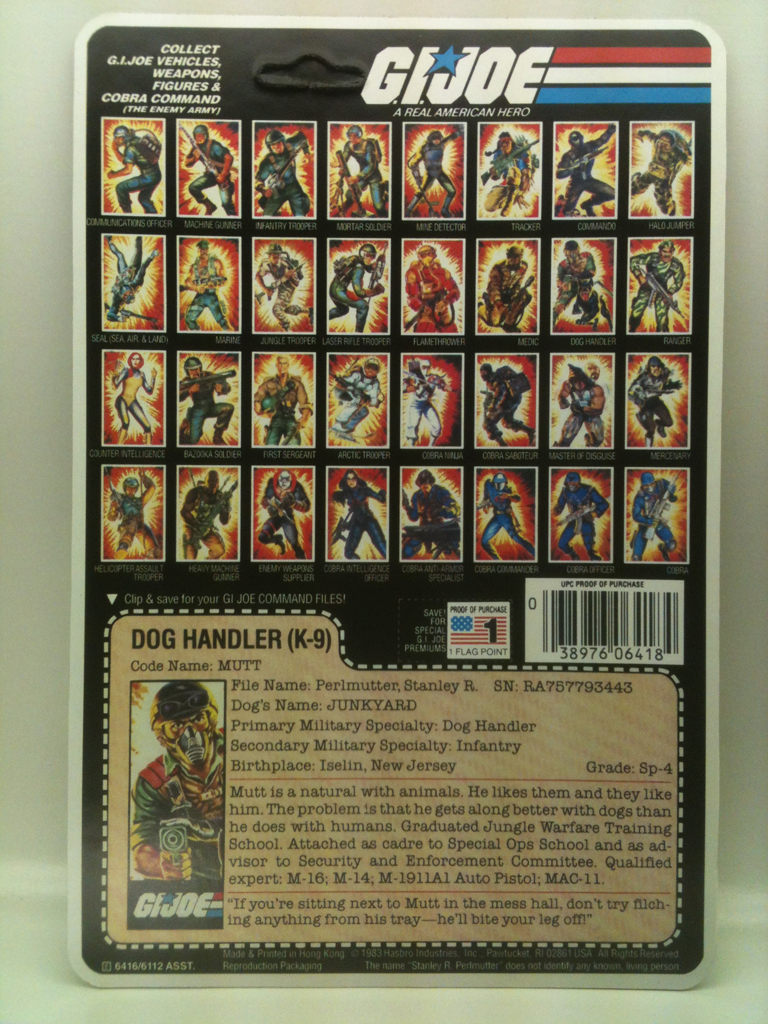 COLLECT
G.I.JOE VEHICLES,
WEAPONS,
FIGURES &
COBRA COMMAND
(THE ENEMY ARMY)
G.I.JOE
A REAL AMERICAN HERO
COMMUNICATIONS OFFICER MACHINE GUNNER INFANTRY TROOPER MORTAR SOLDIER MINE DETECTOR TRACKER COMMANDO HALO JUMPER
SEAL (SEA, AIR, & LAND) MARINE JUNGLE TROOPER LASER RIFLE TROOPER FLAMETHROWER MEDIC DOG HANDLER RANGER
COUNTER INTELLIGENCE BAZOOKA SOLDIER FIRST SERGEANT ARCTIC TROOPER COBRA NINJA COBRA SABOTEUR MASTER OF DISGUISE MERCENARY
HELICOPTER ASSAULT TROOPER HEAVY MACHINE GUNNER ENEMY WEAPONS SUPPLIER COBRA INTELLIGENCE OFFICER COBRA ANTI-ARMOR SPECIALIST COBRA COMMANDER COBRA OFFICER COBRA
▼ Clip & save for your GI JOE COMMAND FILES!
SAVE!
FOR
SPECIAL
G.I. JOE
PREMIUMS
PROOF OF PURCHASE
1
1 FLAG POINT
UPC PROOF OF PURCHASE
0
38976 06418
DOG HANDLER (K-9)
Code Name: MUTT
File Name: Perlmutter, Stanley R. SN: RA757793443
Dog's Name: JUNKYARD
Primary Military Specialty: Dog Handler
Secondary Military Specialty: Infantry
Birthplace: Iselin, New Jersey Grade: Sp-4
Mutt is a natural with animals. He likes them and they like
him. The problem is that he gets along better with dogs than
he does with humans. Graduated Jungle Warfare Training
School. Attached as cadre to Special Ops School and as ad-
visor to Security and Enforcement Committee. Qualified
expert: M-16; M-14; M-1911A1 Auto Pistol; MAC-11.
G.I.JOE
"If you're sitting next to Mutt in the mess hall, don't try filch-
ing anything from his tray—he'll bite your leg off!"
6416/6112 ASST.
Made & Printed in Hong Kong © 1983 Hasbro Industries, Inc., Pawtucket, RI 02861 USA. All Rights Reserved.
Reproduction Packaging The name "Stanley R. Perlmutter" does not identify any known, living person